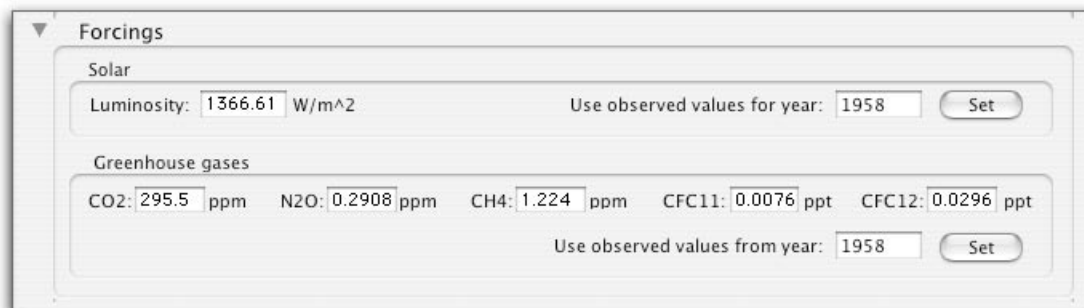 Forcings
Solar
Luminosity: 1366.61 W/m^2 Use observed values for year: 1958 Set
Greenhouse gases
CO2: 295.5 ppm N2O: 0.2908 ppm CH4: 1.224 ppm CFC11: 0.0076 ppt CFC12: 0.0296 ppt
Use observed values from year: 1958 Set